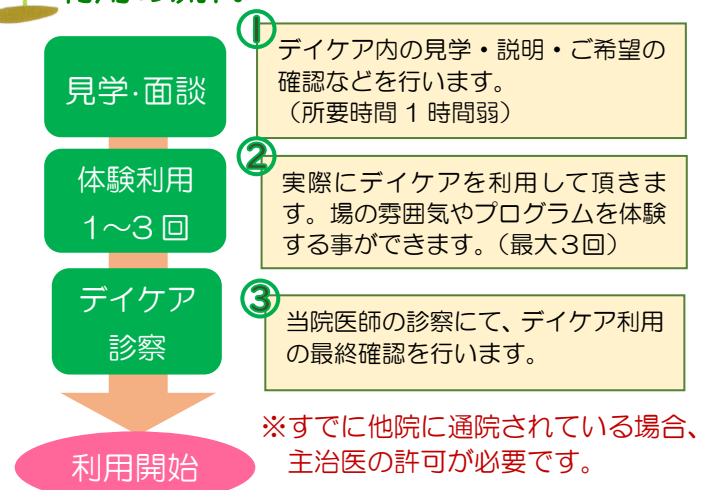 ①
デイケア内の見学・説明・ご希望の
確認などを行います。
(所要時間 1 時間弱)
見学·面談
②
体験利用
1~3 回
実際にデイケアを利用して頂きま
す。場の雰囲気やプログラムを体験
する事ができます。(最大3回)
③
デイケア
診察
当院医師の診察にて、デイケア利用
の最終確認を行います。
※すでに他院に通院されている場合、
主治医の許可が必要です。
利用開始